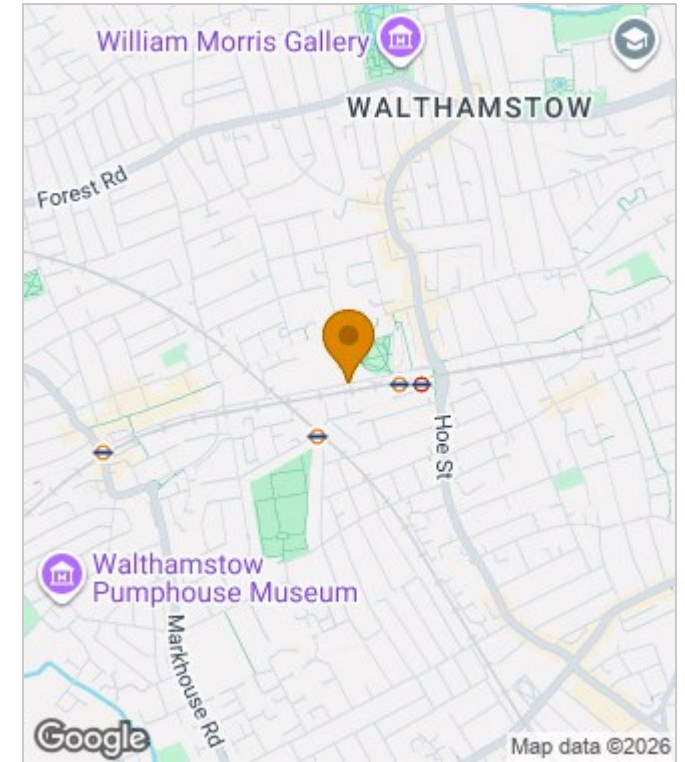 William Morris Gallery
WALTHAMSTOW
Forest Rd
Hoe St
Walthamstow
Pumphouse Museum
Markhouse Rd
Google
Map data ©2026